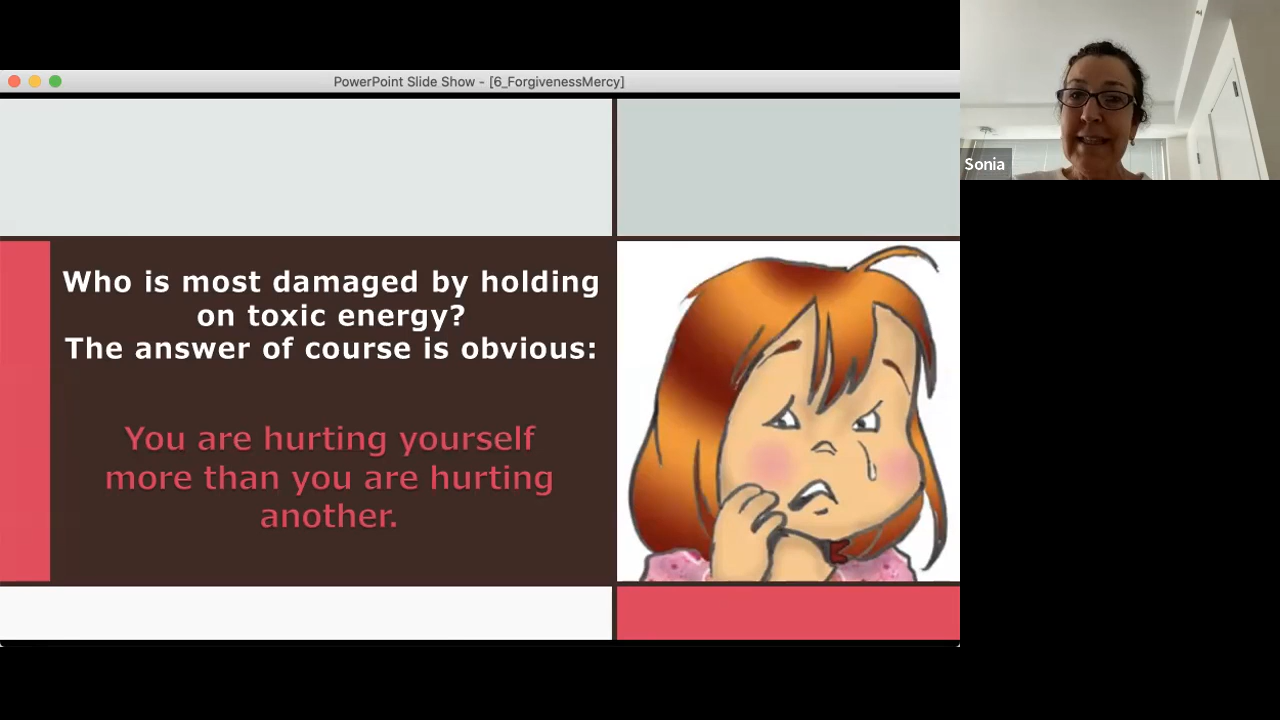 PowerPoint Slide Show - [6_ForgivenessMercy]
Sonia
Who is most damaged by holding
on toxic energy?
The answer of course is obvious:
You are hurting yourself
more than you are hurting
another.